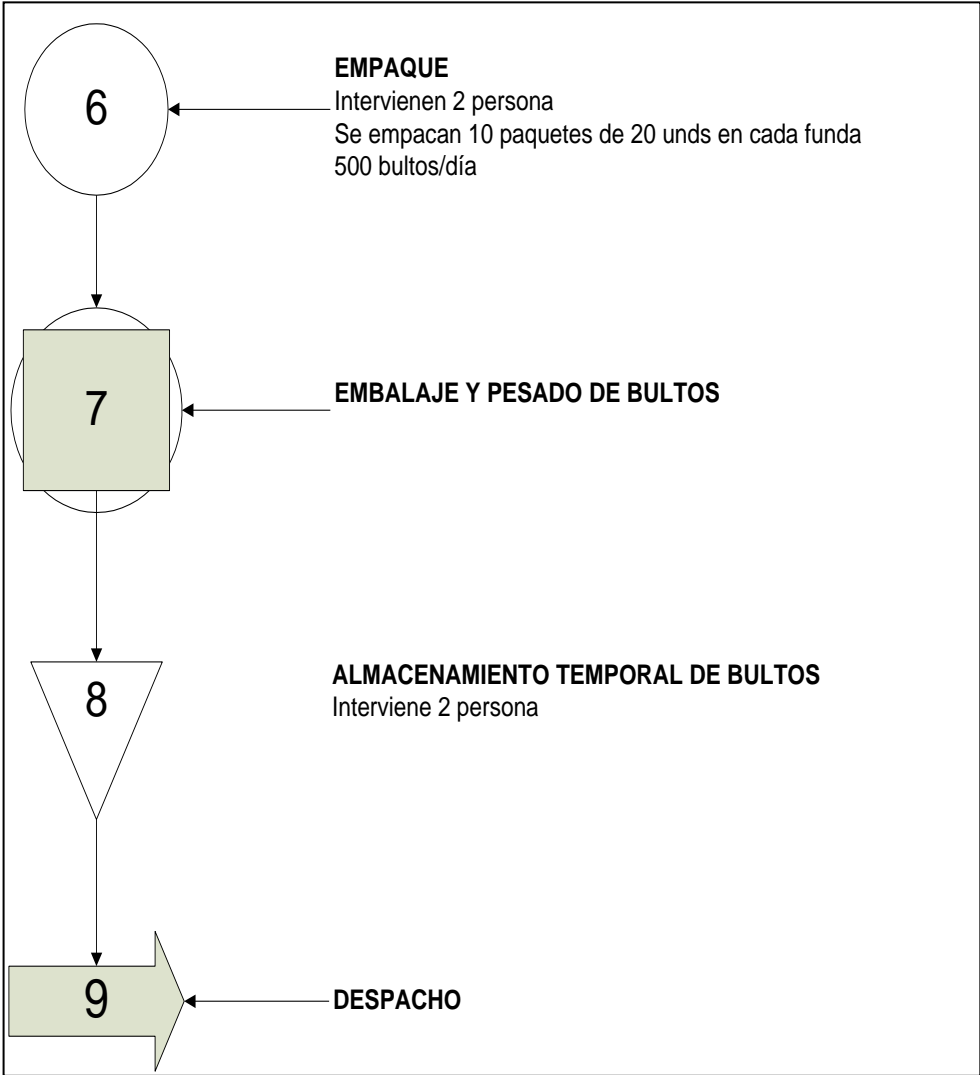 6
EMPAQUE
Intervienen 2 persona
Se empacan 10 paquetes de 20 unds en cada funda
500 bultos/día
7
EMBALAJE Y PESADO DE BULTOS
8
ALMACENAMIENTO TEMPORAL DE BULTOS
Interviene 2 persona
9
DESPACHO